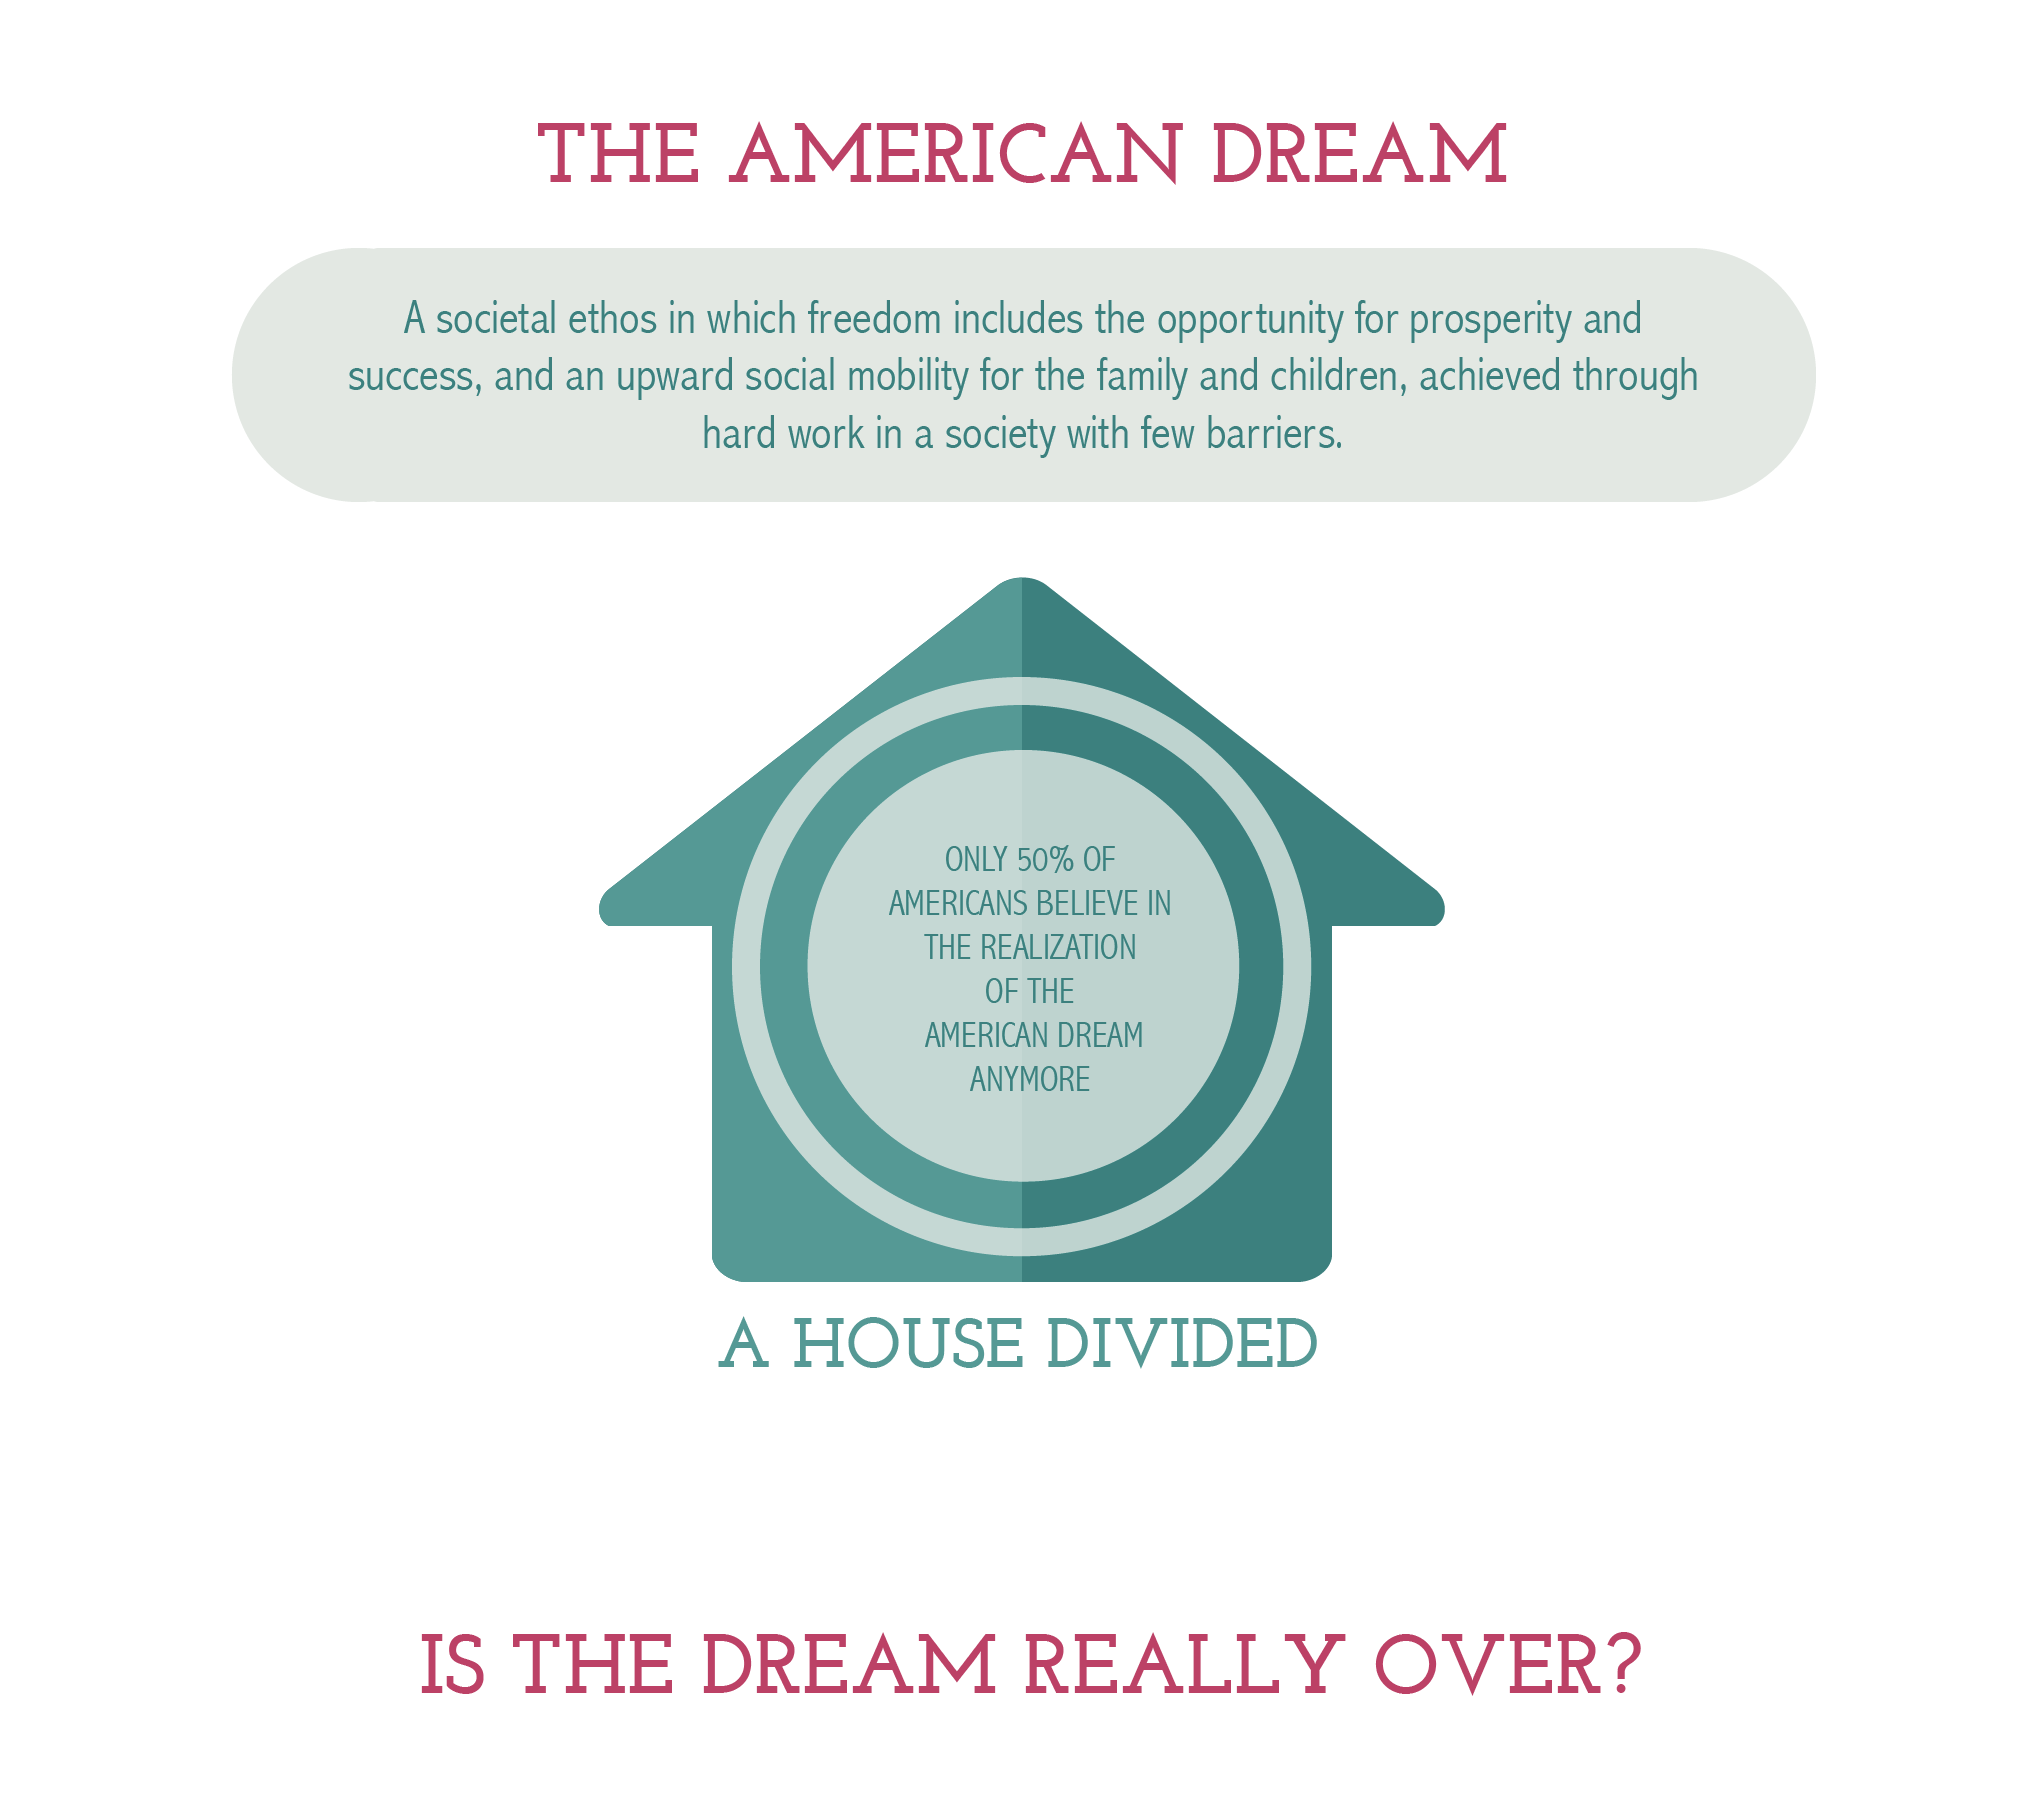 THE AMERICAN DREAM
A societal ethos in which freedom includes the opportunity for prosperity and
success, and an upward social mobility for the family and children, achieved through
hard work in a society with few barriers.
ONLY 50% OF
AMERICANS BELIEVE IN
THE REALIZATION
OF THE
AMERICAN DREAM
ANYMORE
A HOUSE DIVIDED
IS THE DREAM REALLY OVER?